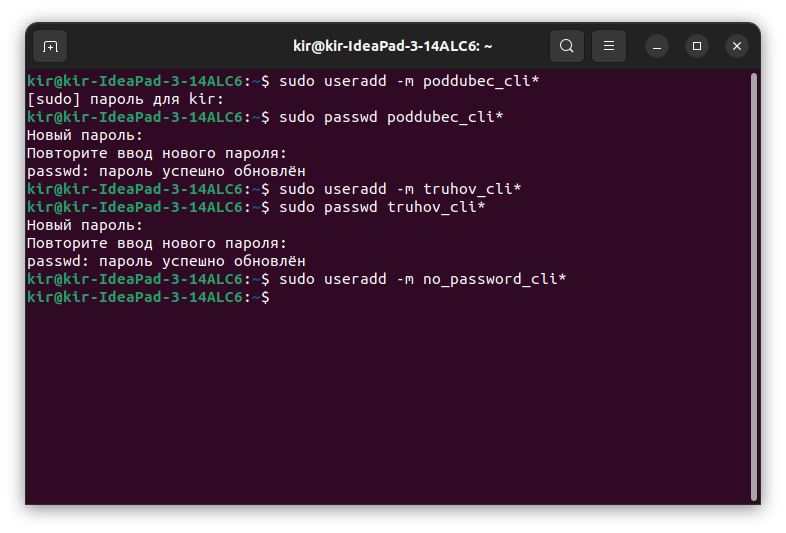 kir@kir-IdeaPad-3-14ALC6: ~
kir@kir-IdeaPad-3-14ALC6:~$ sudo useradd -m poddubec_cli*
[sudo] пароль для kir:
kir@kir-IdeaPad-3-14ALC6:~$ sudo passwd poddubec_cli*
Новый пароль:
Повторите ввод нового пароля:
passwd: пароль успешно обновлён
kir@kir-IdeaPad-3-14ALC6:~$ sudo useradd -m truhov_cli*
kir@kir-IdeaPad-3-14ALC6:~$ sudo passwd truhov_cli*
Новый пароль:
Повторите ввод нового пароля:
passwd: пароль успешно обновлён
kir@kir-IdeaPad-3-14ALC6:~$ sudo useradd -m no_password_cli*
kir@kir-IdeaPad-3-14ALC6:~$